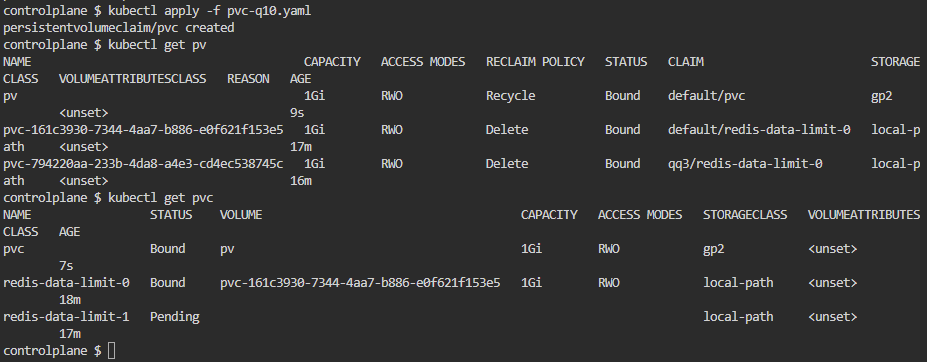 controlplane $ kubectl apply -f pvc-q10.yaml
persistentvolumeclaim/pvc created
controlplane $ kubectl get pv
NAME                                       CAPACITY   ACCESS MODES   RECLAIM POLICY   STATUS   CLAIM                        STORAGE
CLASS   VOLUMEATTRIBUTESCLASS   REASON   AGE
pv                                         1Gi        RWO            Recycle          Bound    default/pvc                  gp2
        <unset>                          9s
pvc-161c3930-7344-4aa7-b886-e0f621f153e5   1Gi        RWO            Delete           Bound    default/redis-data-limit-0   local-p
ath     <unset>                          17m
pvc-794220aa-233b-4da8-a4e3-cd4ec538745c   1Gi        RWO            Delete           Bound    qq3/redis-data-limit-0       local-p
ath     <unset>                          16m
controlplane $ kubectl get pvc
NAME                 STATUS    VOLUME                                     CAPACITY   ACCESS MODES   STORAGECLASS   VOLUMEATTRIBUTES
CLASS   AGE
pvc                  Bound     pv                                         1Gi        RWO            gp2            <unset>
        7s
redis-data-limit-0   Bound     pvc-161c3930-7344-4aa7-b886-e0f621f153e5   1Gi        RWO            local-path     <unset>
        18m
redis-data-limit-1   Pending                                                                        local-path     <unset>
        17m
controlplane $